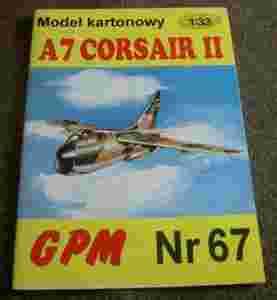 Model kartonowy 1:33
A7 CORSAIR II
GPM Nr 67